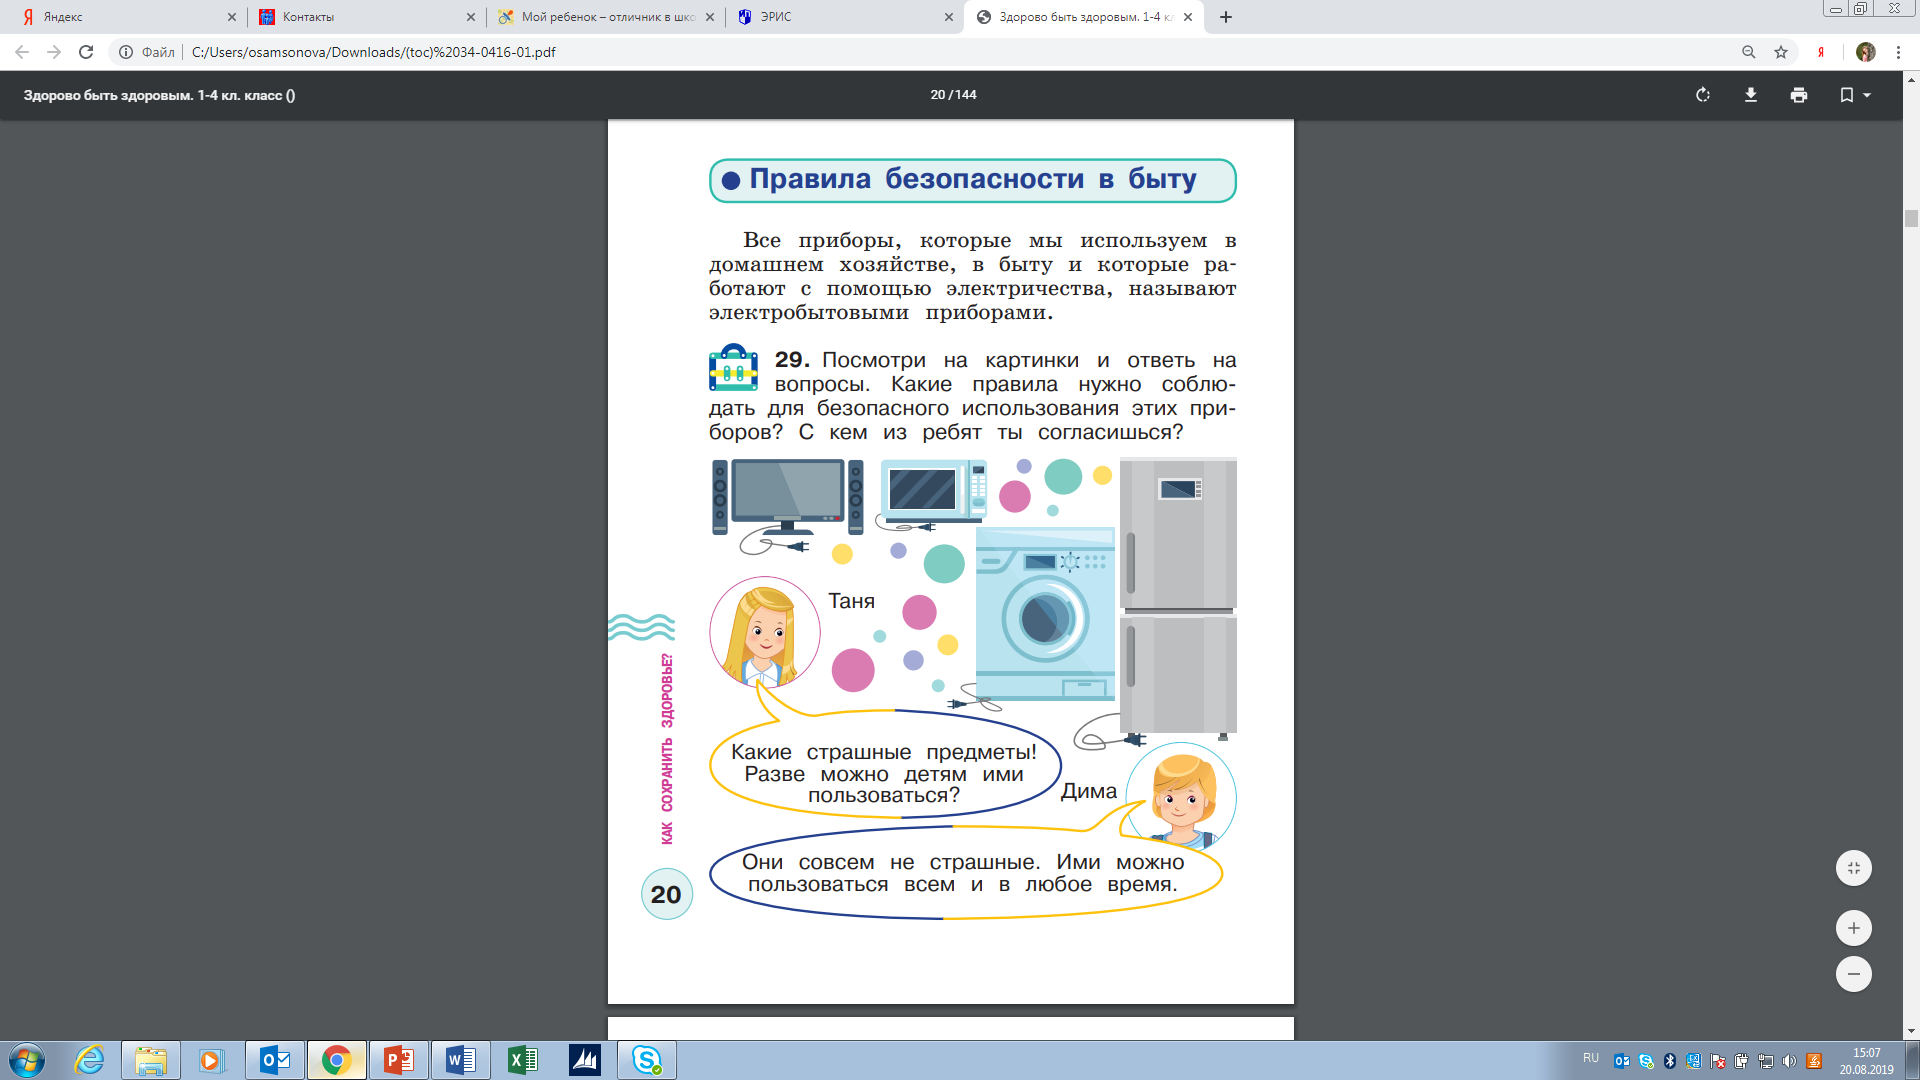 Яндекс
Контакты
Мой ребенок – отличник в шко
ЭРИС
Здорово быть здоровым. 1-4 кл
Файл
C:/Users/osamsonova/Downloads/(toc)%2034-0416-01.pdf
Здорово быть здоровым. 1-4 кл. класс ()
20 / 144
Правила безопасности в быту
Все приборы, которые мы используем в
домашнем хозяйстве, в быту и которые ра-
ботают с помощью электричества, называют
электробытовыми приборами.
29. Посмотри на картинки и ответь на
вопросы. Какие правила нужно соблю-
дать для безопасного использования этих при-
боров? С кем из ребят ты согласишься?
Таня
Какие страшные предметы!
Разве можно детям ими
пользоваться?
Дима
Они совсем не страшные. Ими можно
пользоваться всем и в любое время.
КАК СОХРАНИТЬ ЗДОРОВЬЕ?
20
RU
15:07
20.08.2019